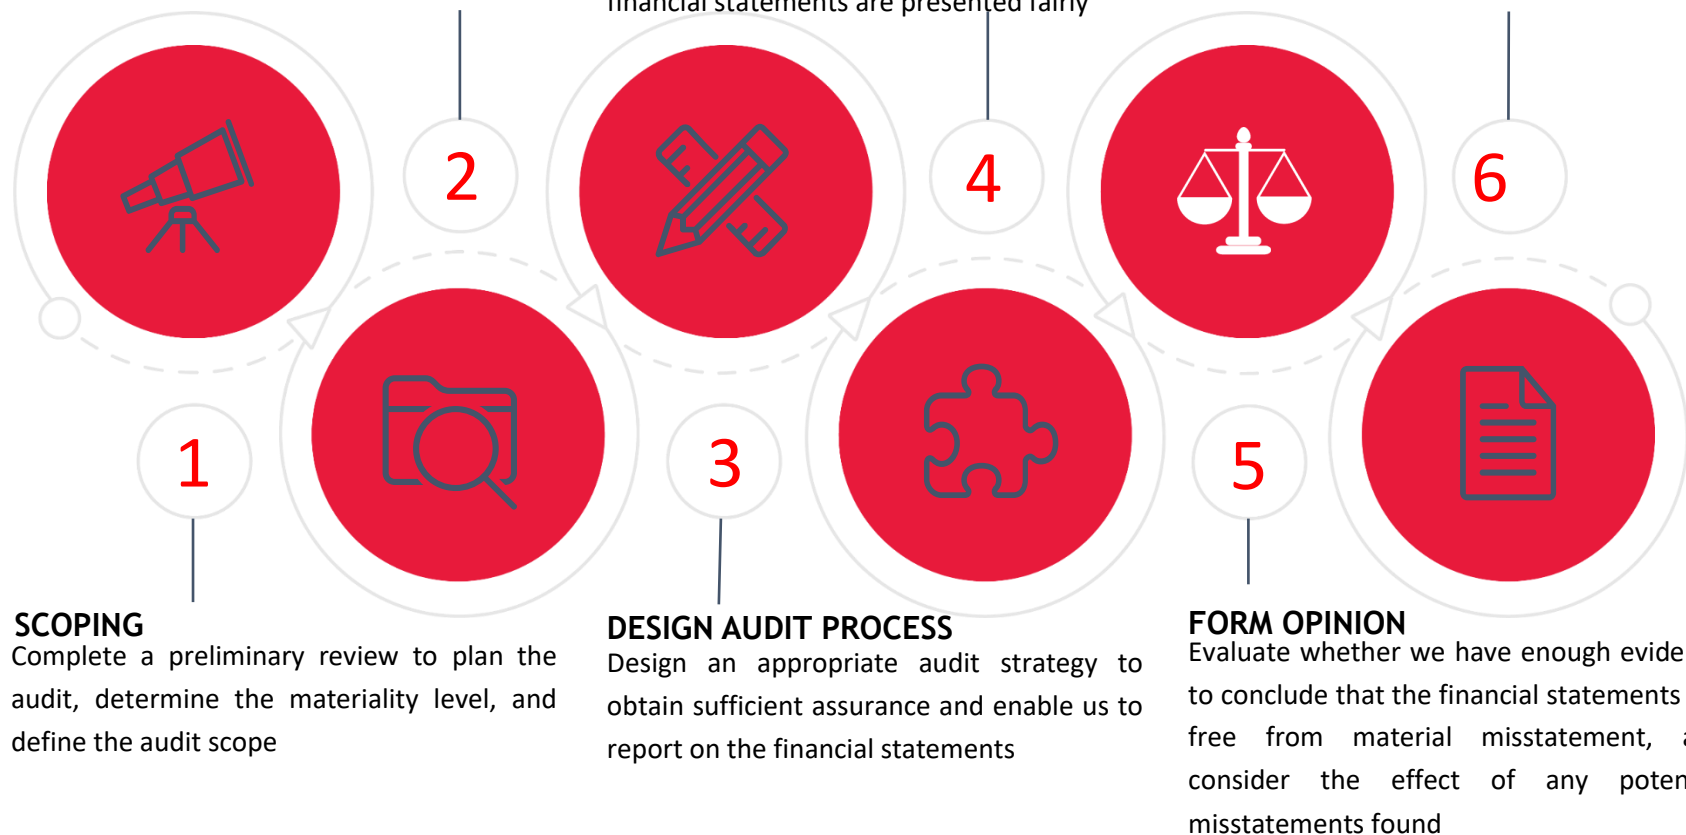 financial statements are presented fairly
2
4
6
1
3
5
SCOPING
Complete a preliminary review to plan the
audit, determine the materiality level, and
define the audit scope
DESIGN AUDIT PROCESS
Design an appropriate audit strategy to
obtain sufficient assurance and enable us to
report on the financial statements
FORM OPINION
Evaluate whether we have enough
to conclude that the financial statements
free from material misstatement,
consider the effect of any
misstatements found